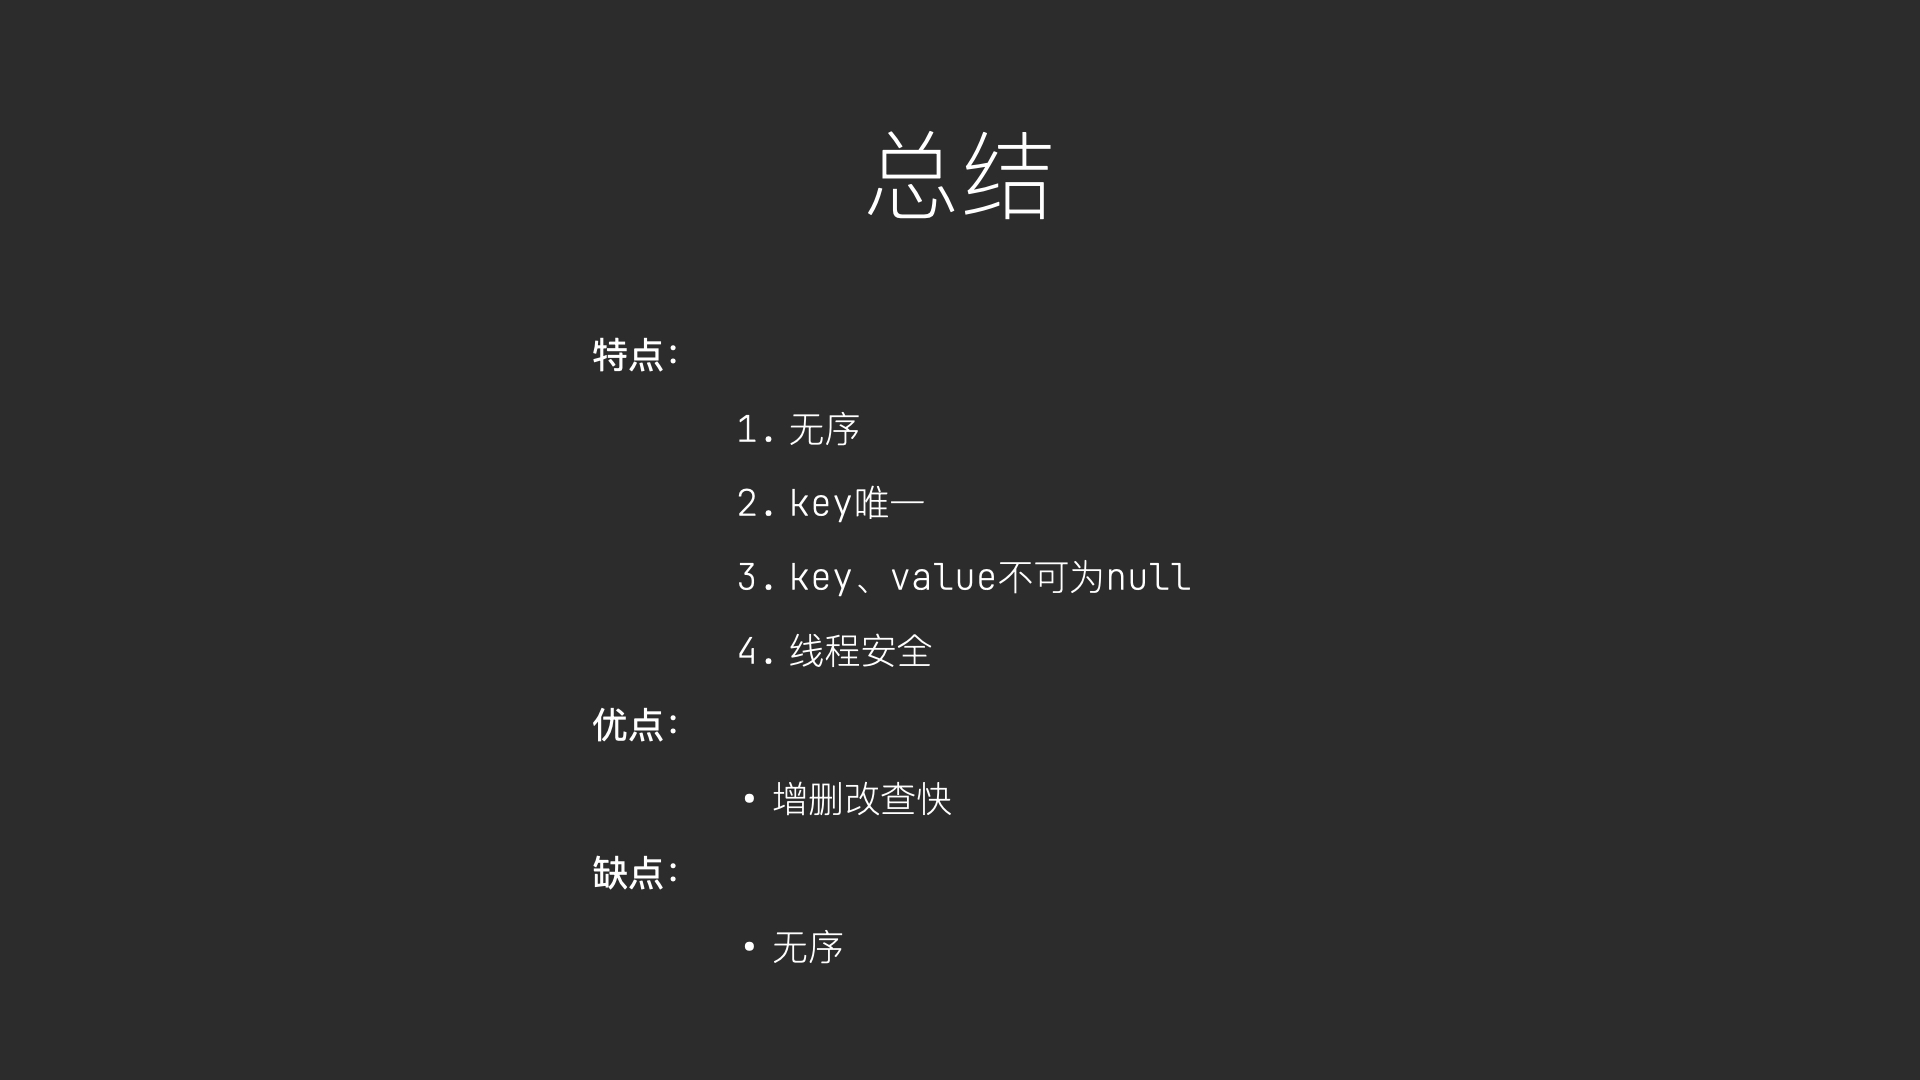 总结
特点：
1. 无序
2. key唯一
3. key、value不可为null
4. 线程安全
优点：
• 增删改查快
缺点：
• 无序